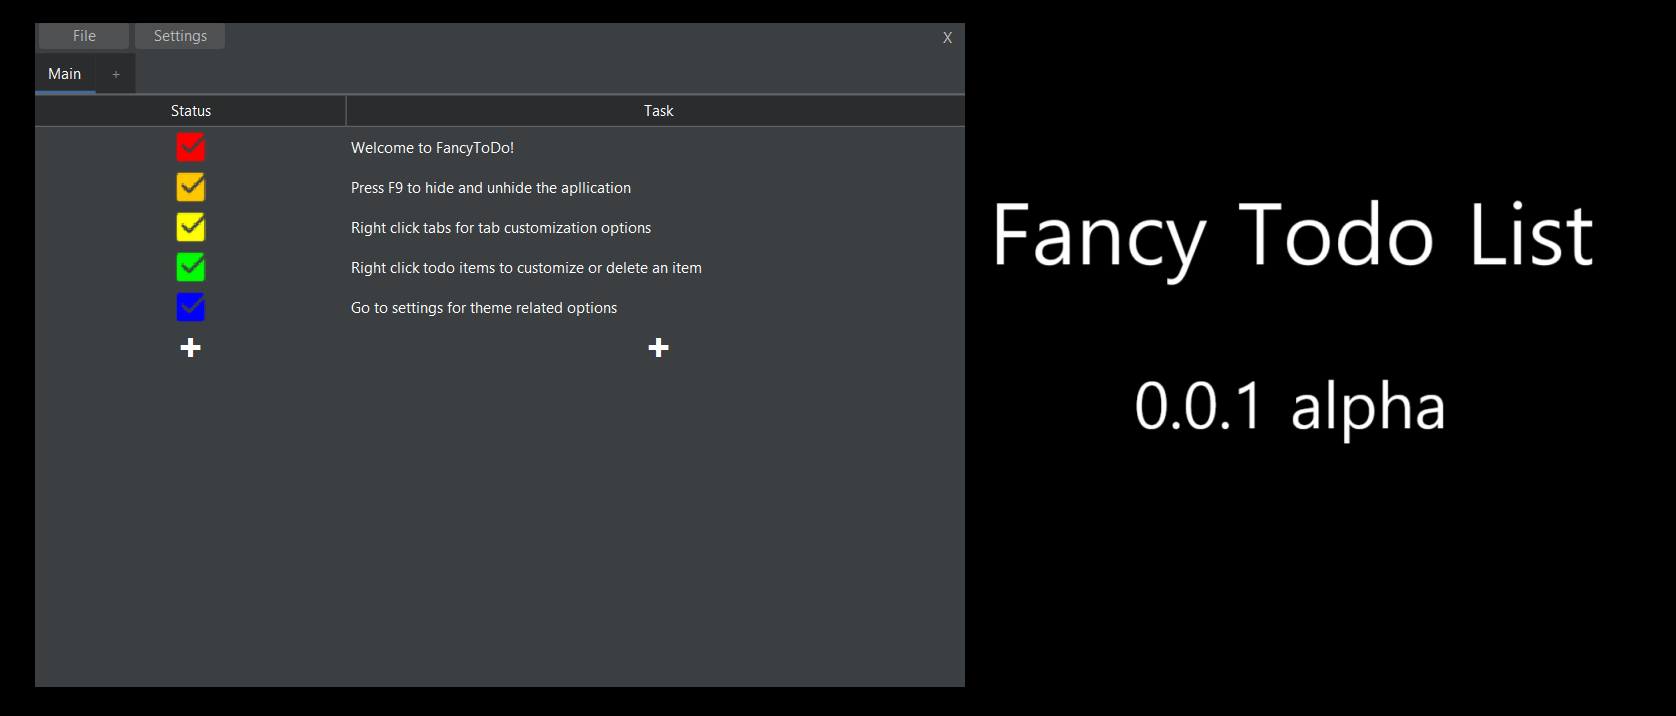 File Settings X
Main +
Status Task
Welcome to FancyToDo!
Press F9 to hide and unhide the apllication
Right click tabs for tab customization options
Right click todo items to customize or delete an item
Go to settings for theme related options
Fancy Todo List
0.0.1 alpha